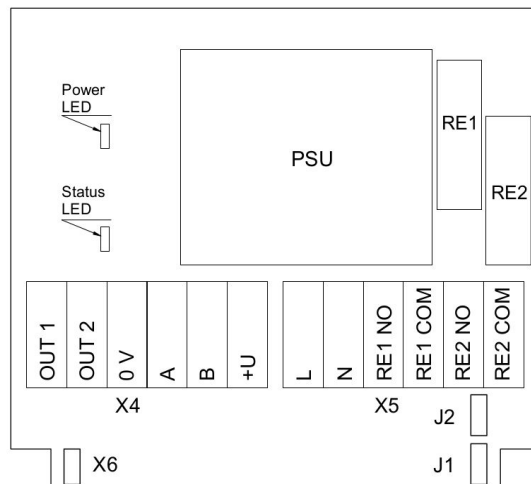 Power
LED
PSU
RE1
RE2
Status
LED
OUT 1
OUT 2
0 V
A
B
+U
L
N
RE1 NO
RE1 COM
RE2 NO
RE2 COM
X4
X5
J2
X6
J1